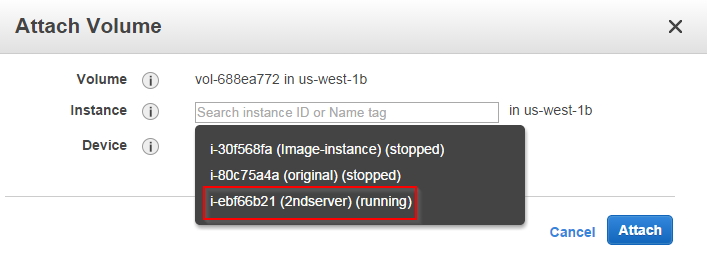 Attach Volume
Volume i vol-688ea772 in us-west-1b
Instance i Search instance ID or Name tag in us-west-1b
Device i
i-30f568fa (Image-instance) (stopped)
i-80c75a4a (original) (stopped)
i-ebf66b21 (2ndserver) (running)
Cancel Attach